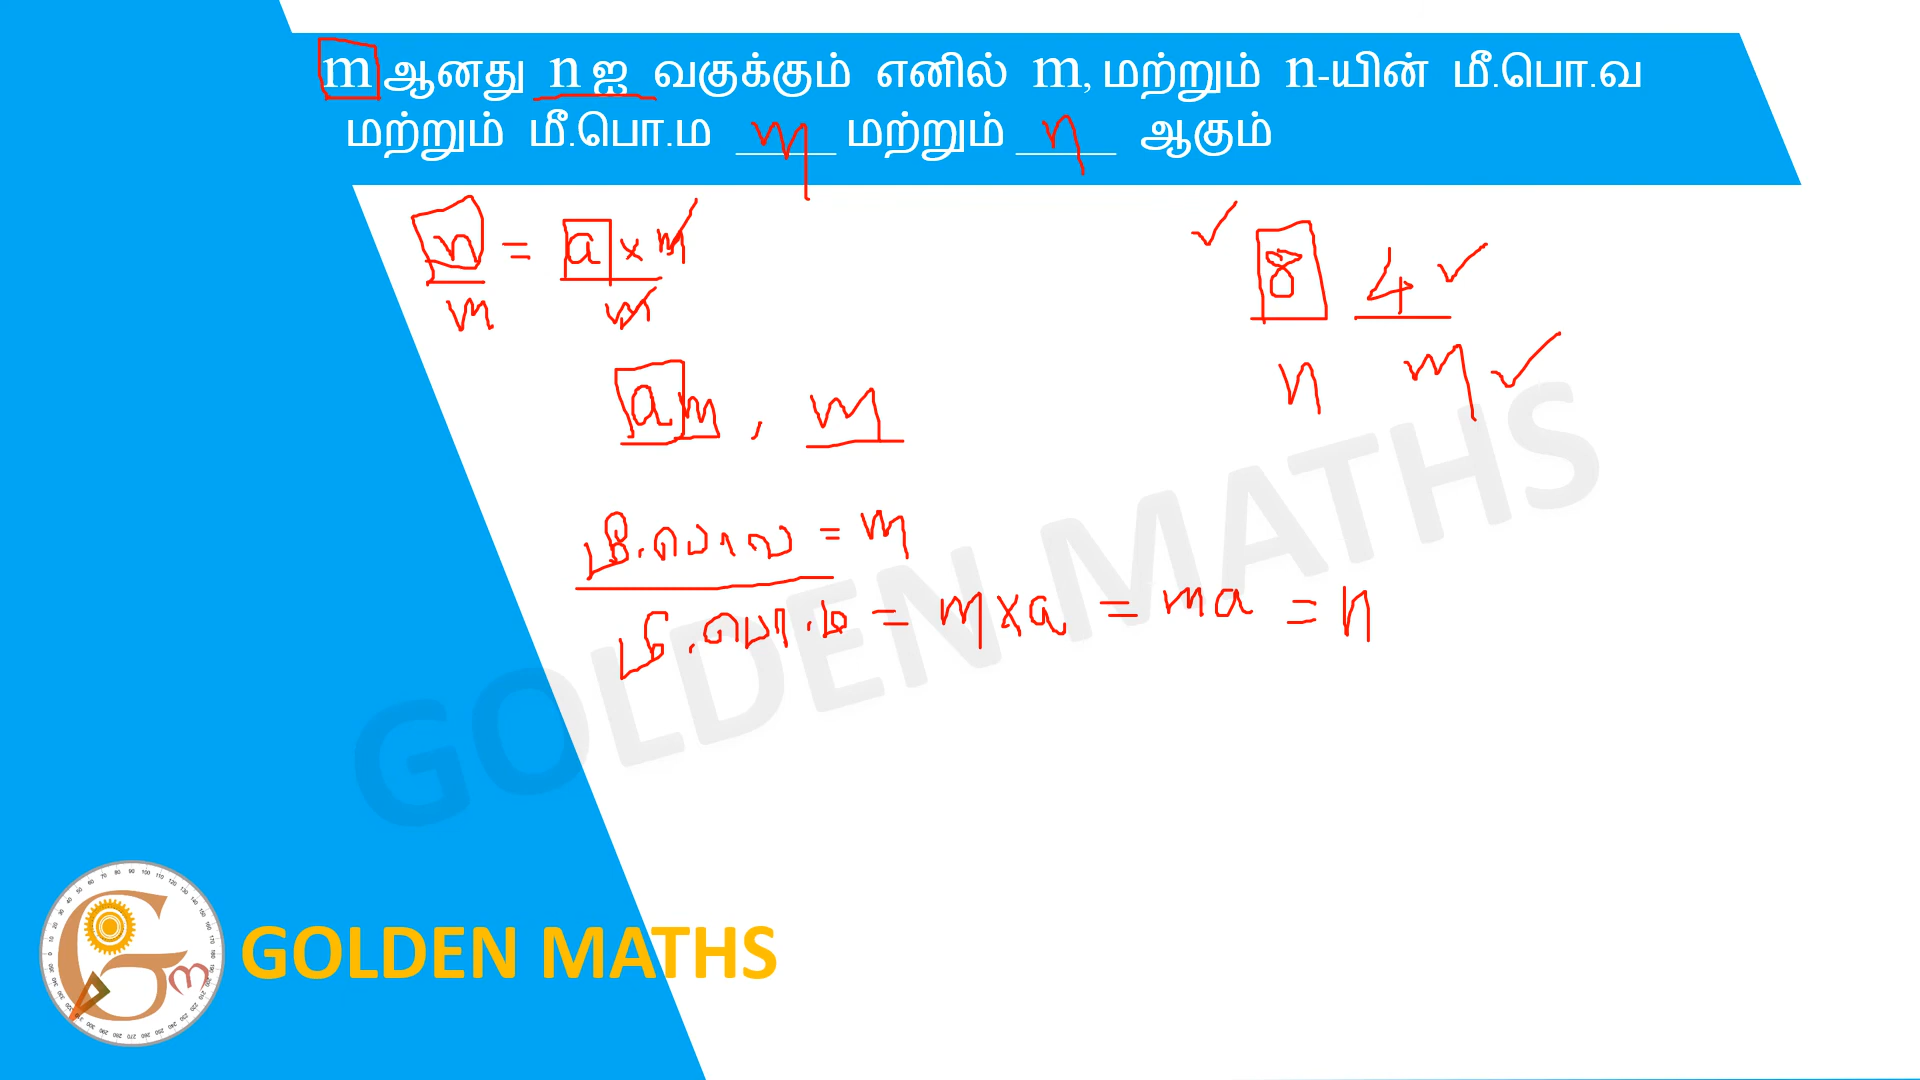 m ஆனது n ஐ வகுக்கும் எனில் m, மற்றும் n-யின் மீ.பொ.வ
மற்றும் மீ.பொ.ம m மற்றும் n ஆகும்
n/m = a × m/m
8 4
n m
am , m
மீ.பொ.வ = m
மீ.பொ.ம = m×a = ma = n
GOLDEN MATHS
GOLDEN MATHS